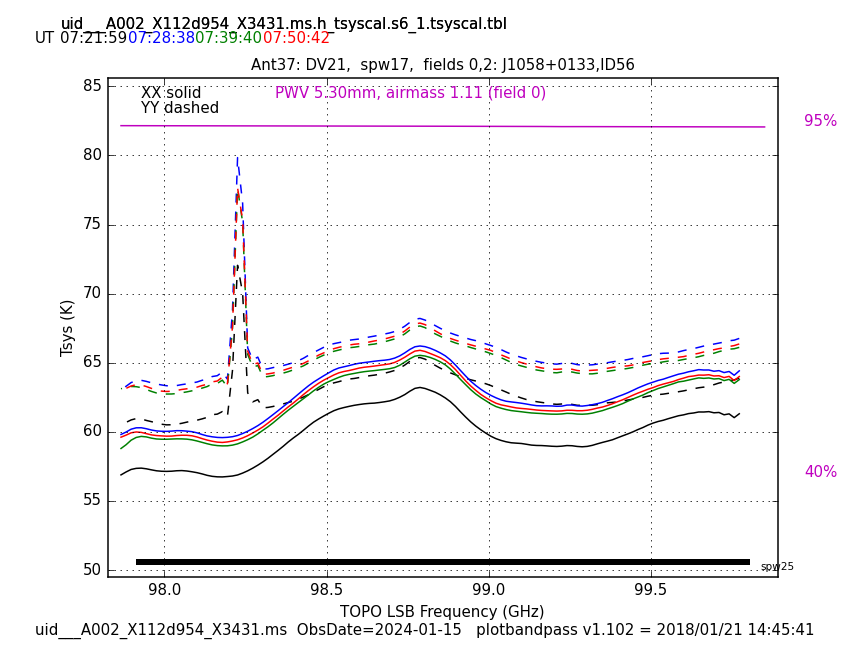 uid___A002_X112d954_X3431.ms.h_tsyscal.s6_1.tsyscal.tbl
UT 07:21:59 07:28:38 07:39:40 07:50:42
Ant37: DV21,  spw17,  fields 0,2: J1058+0133,ID56
XX solid
PWV 5.30mm, airmass 1.11 (field 0)
YY dashed
95%
40%
85
80
75
70
65
60
55
50
Tsys (K)
spw25
98.0 98.5 99.0 99.5
TOPO LSB Frequency (GHz)
uid___A002_X112d954_X3431.ms  ObsDate=2024-01-15   plotbandpass v1.102 = 2018/01/21 14:45:41